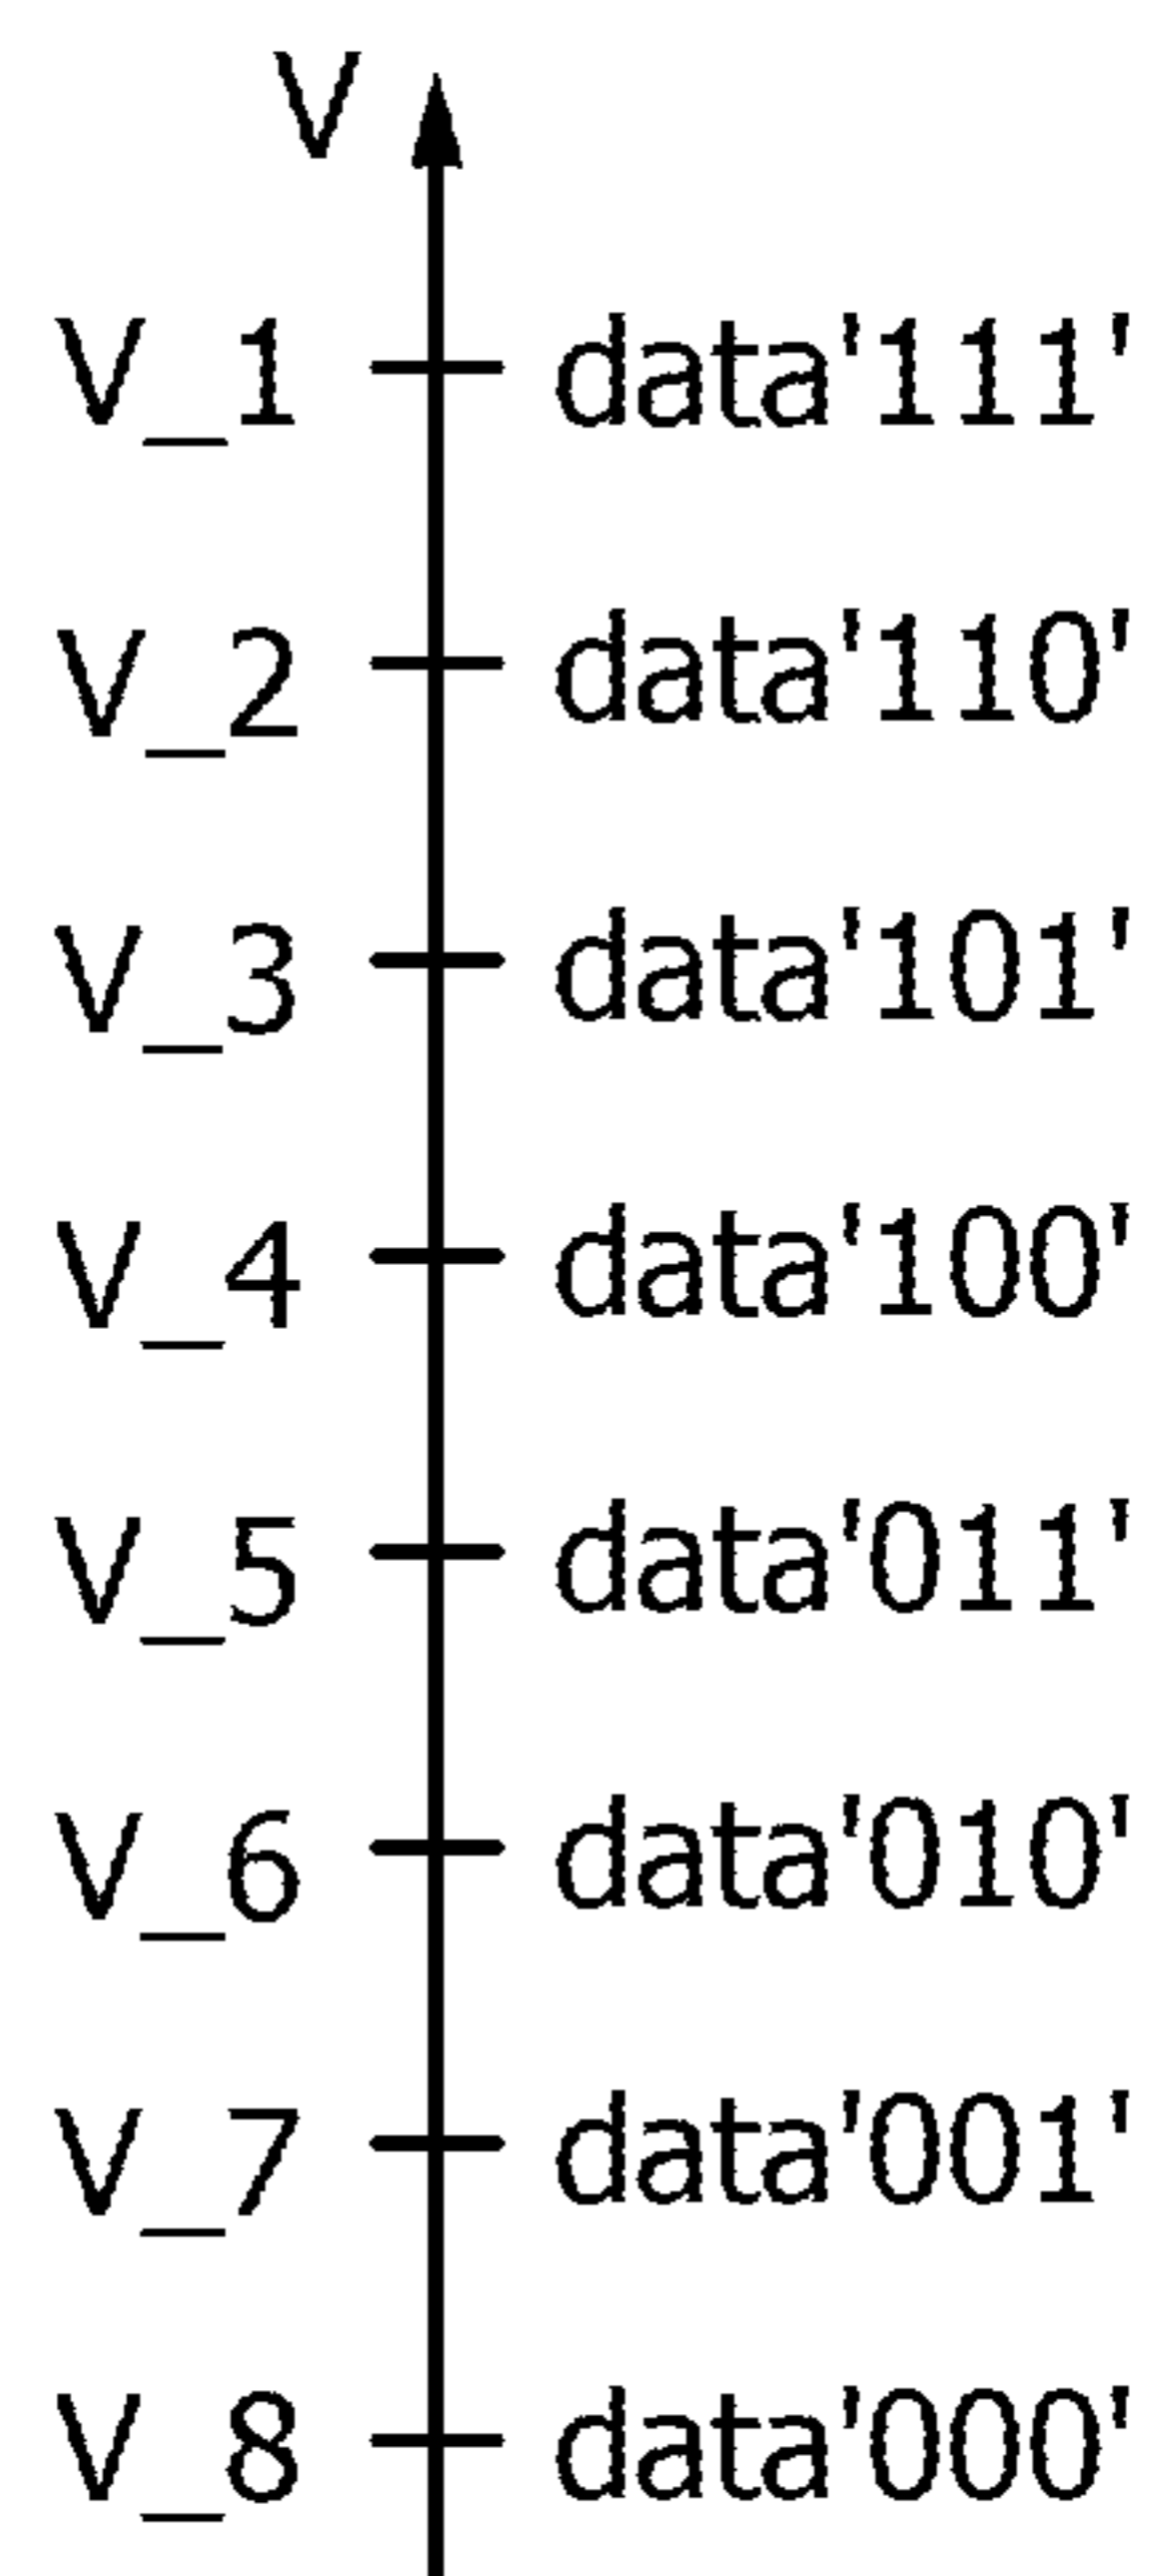 V
V_1 data'111'
V_2 data'110'
V_3 data'101'
V_4 data'100'
V_5 data'011'
V_6 data'010'
V_7 data'001'
V_8 data'000'